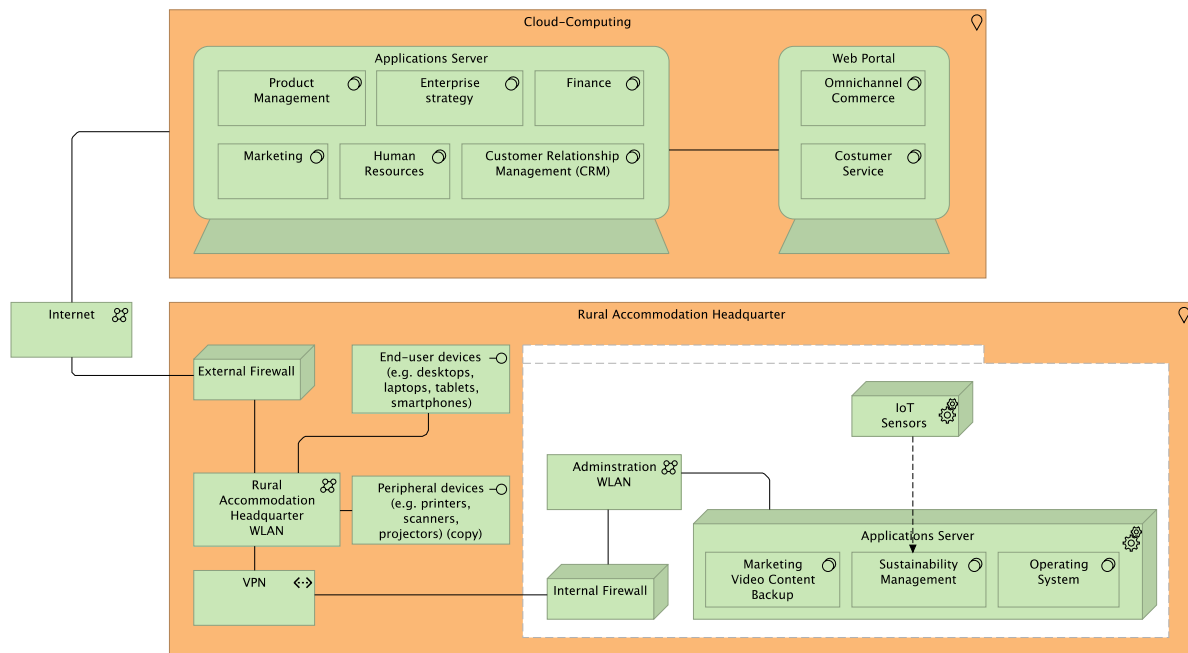 Cloud-Computing
Applications Server
Product
Management
Enterprise
strategy
Finance
Marketing
Human
Resources
Customer Relationship
Management (CRM)
Web Portal
Omnichannel
Commerce
Costumer
Service
Internet
Rural Accommodation Headquarter
External Firewall
End-user devices
(e.g. desktops,
laptops, tablets,
smartphones)
Rural
Accommodation
Headquarter
WLAN
Peripheral devices
(e.g. printers,
scanners,
projectors) (copy)
VPN
IoT
Sensors
Adminstration
WLAN
Internal Firewall
Applications Server
Marketing
Video Content
Backup
Sustainability
Management
Operating
System